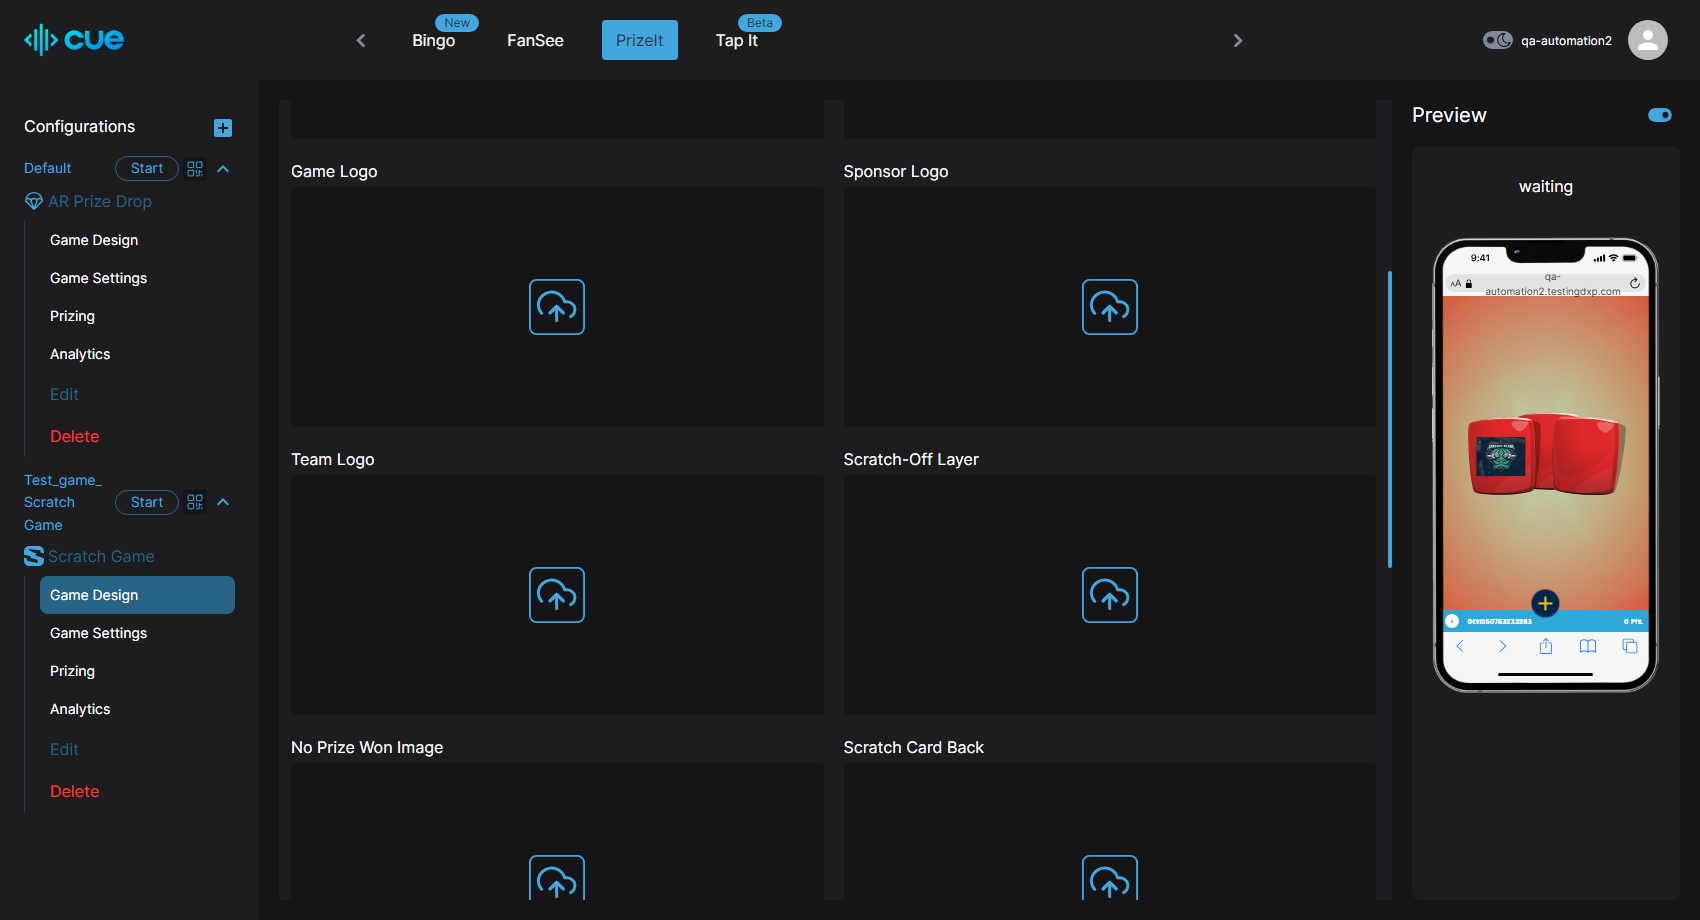 cue
New
Bingo
FanSee
PrizeIt
Beta
Tap It
qa-automation2
Configurations
Default
Start
AR Prize Drop
Game Design
Game Settings
Prizing
Analytics
Edit
Delete
Test_game_
Scratch
Game
Start
Scratch Game
Game Design
Game Settings
Prizing
Analytics
Edit
Delete
Game Logo
Sponsor Logo
Team Logo
Scratch-Off Layer
No Prize Won Image
Scratch Card Back
Preview
waiting
9:41
AA
qa-
automation2.testingdxp.com
0 PTS.